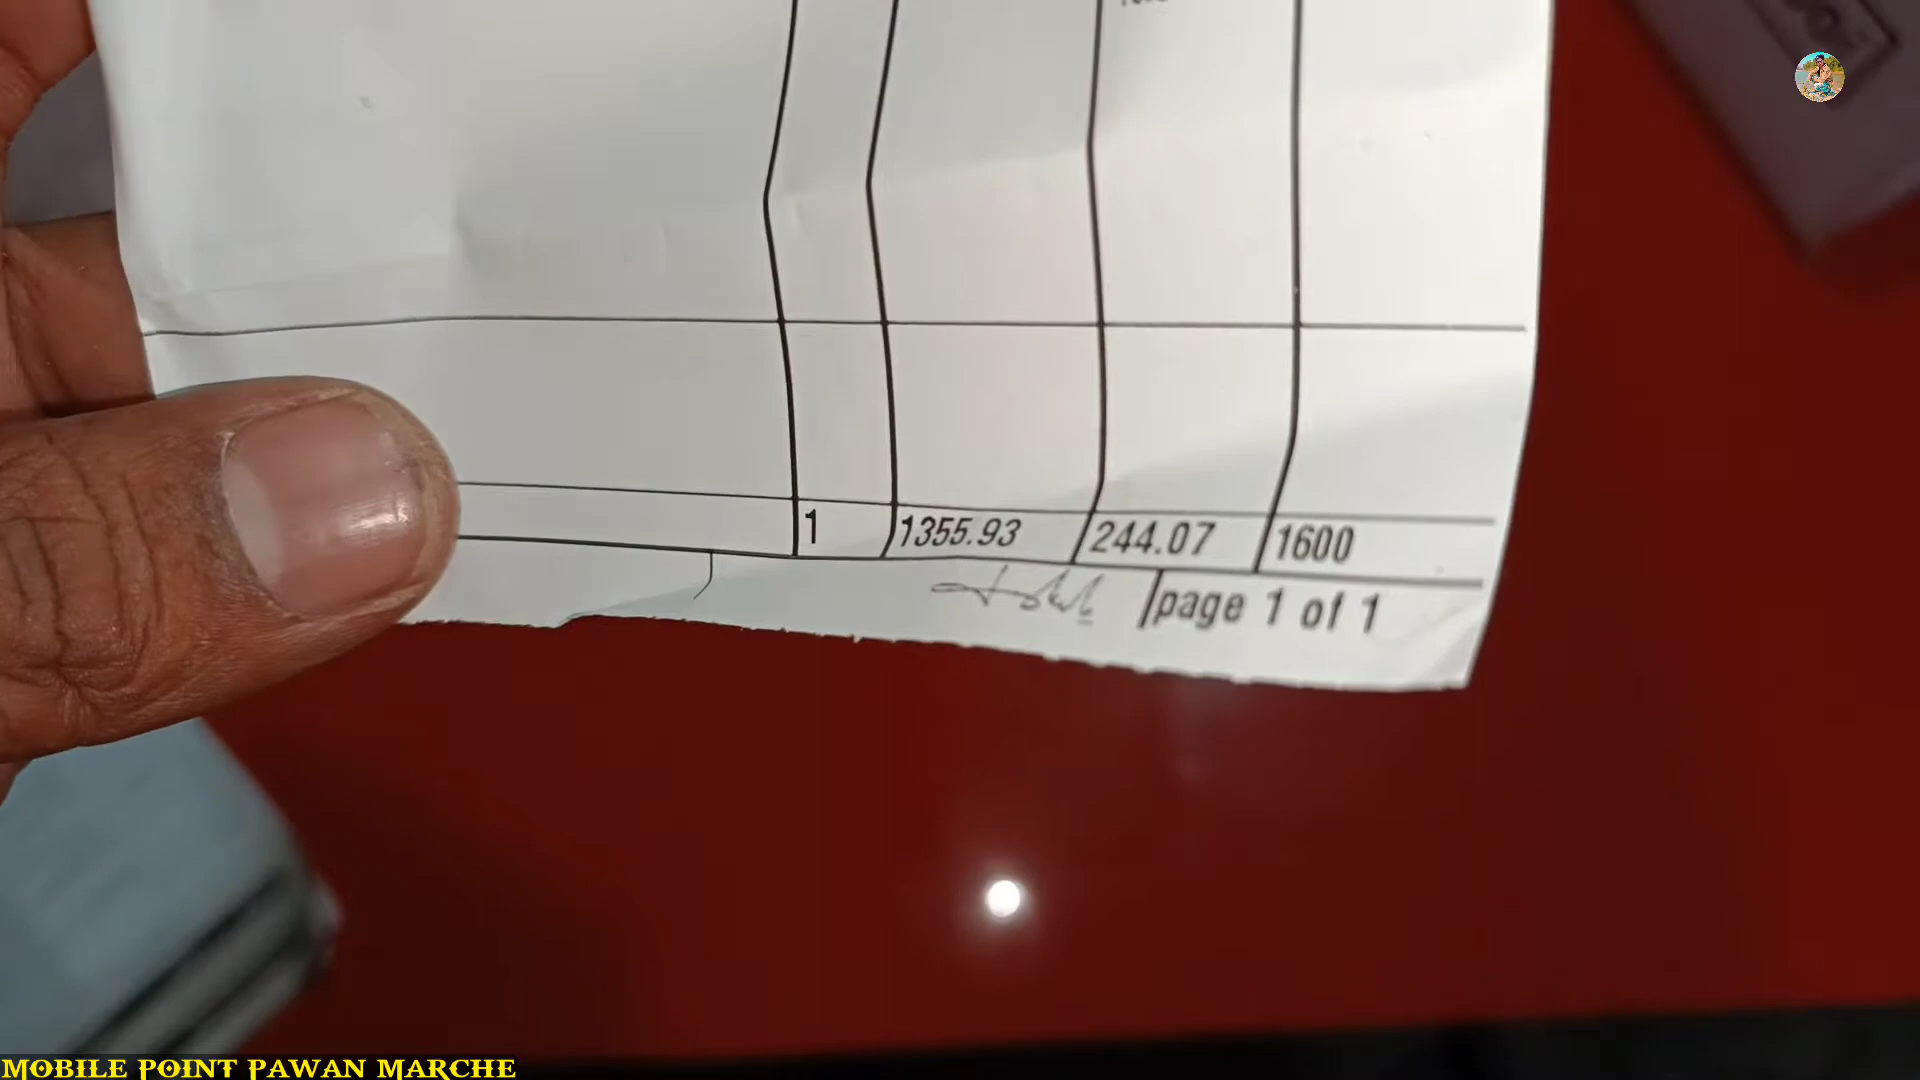 1 1355.93 244.07 1600
page 1 of 1
MOBILE POINT PAWAN MARCHE